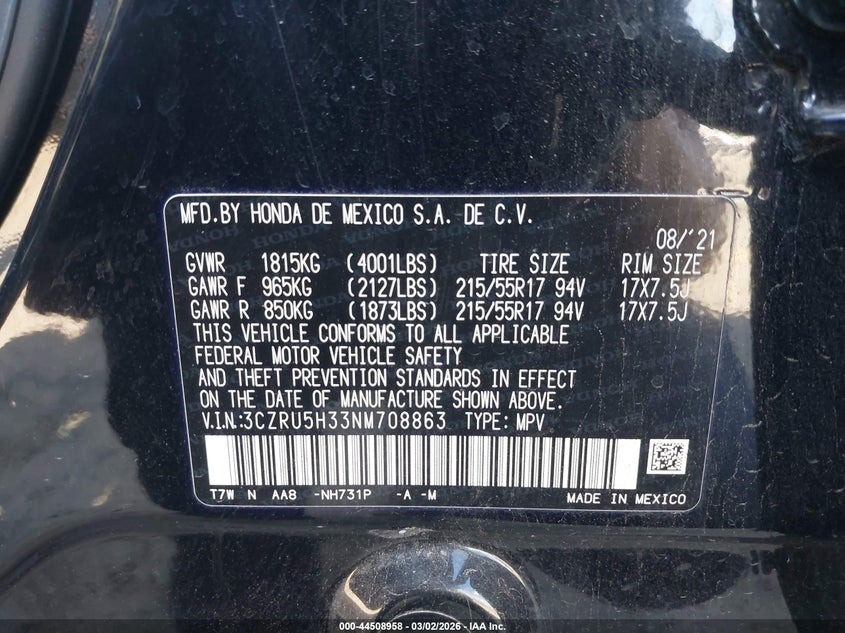 MFD.BY HONDA DE MEXICO S.A. DE C.V.
08/'21
GVWR 1815KG (4001LBS) TIRE SIZE RIM SIZE
GAWR F 965KG (2127LBS) 215/55R17 94V 17X7.5J
GAWR R 850KG (1873LBS) 215/55R17 94V 17X7.5J
THIS VEHICLE CONFORMS TO ALL APPLICABLE
FEDERAL MOTOR VEHICLE SAFETY
AND THEFT PREVENTION STANDARDS IN EFFECT
ON THE DATE OF MANUFACTURE SHOWN ABOVE.
V.I.N:3CZRU5H33NM708863 TYPE: MPV
T7W N AA8 -NH731P -A -M MADE IN MEXICO
000-44508958 - 03/02/2026 - IAA Inc.